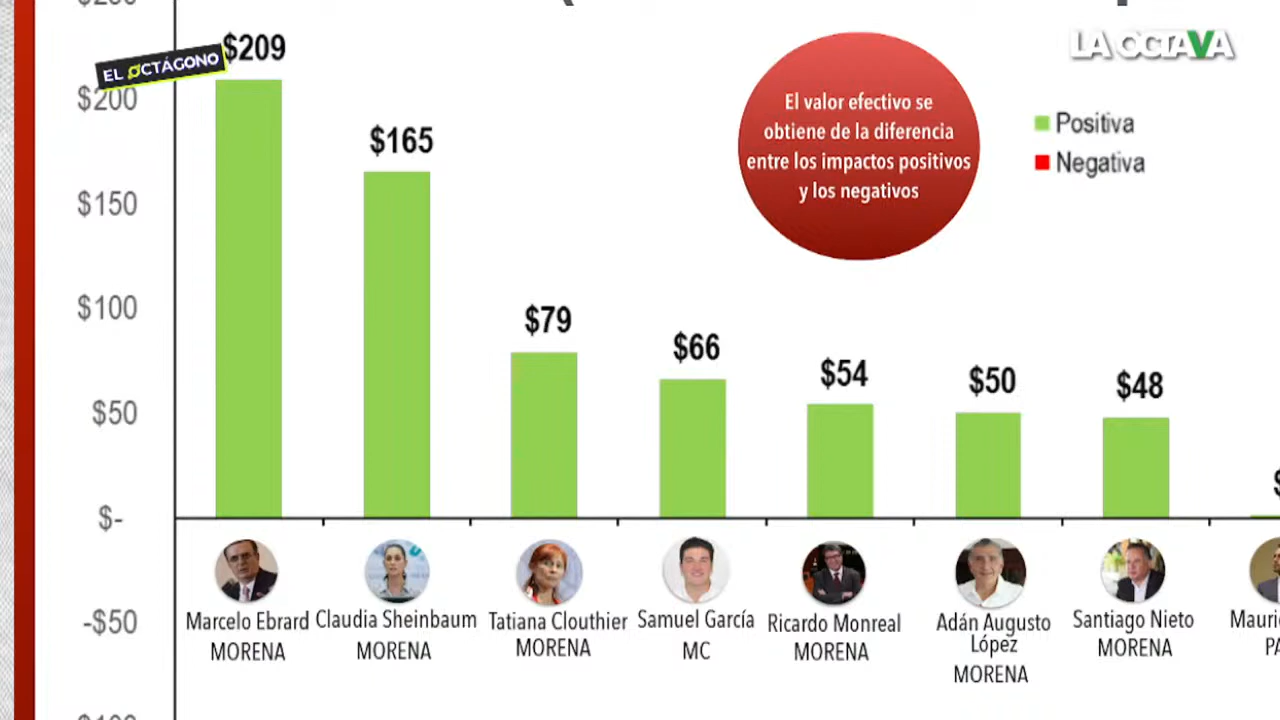 $209
EL OCTÁGONO
LA OCTAVA
$200
El valor efectivo se
obtiene de la diferencia
entre los impactos positivos
y los negativos
Positiva
Negativa
$165
$150
$100
$79
$66
$54
$50
$48
$50
$-
-$50
Marcelo Ebrard
MORENA
Claudia Sheinbaum
MORENA
Tatiana Clouthier
MORENA
Samuel García
MC
Ricardo Monreal
MORENA
Adán Augusto
López
MORENA
Santiago Nieto
MORENA